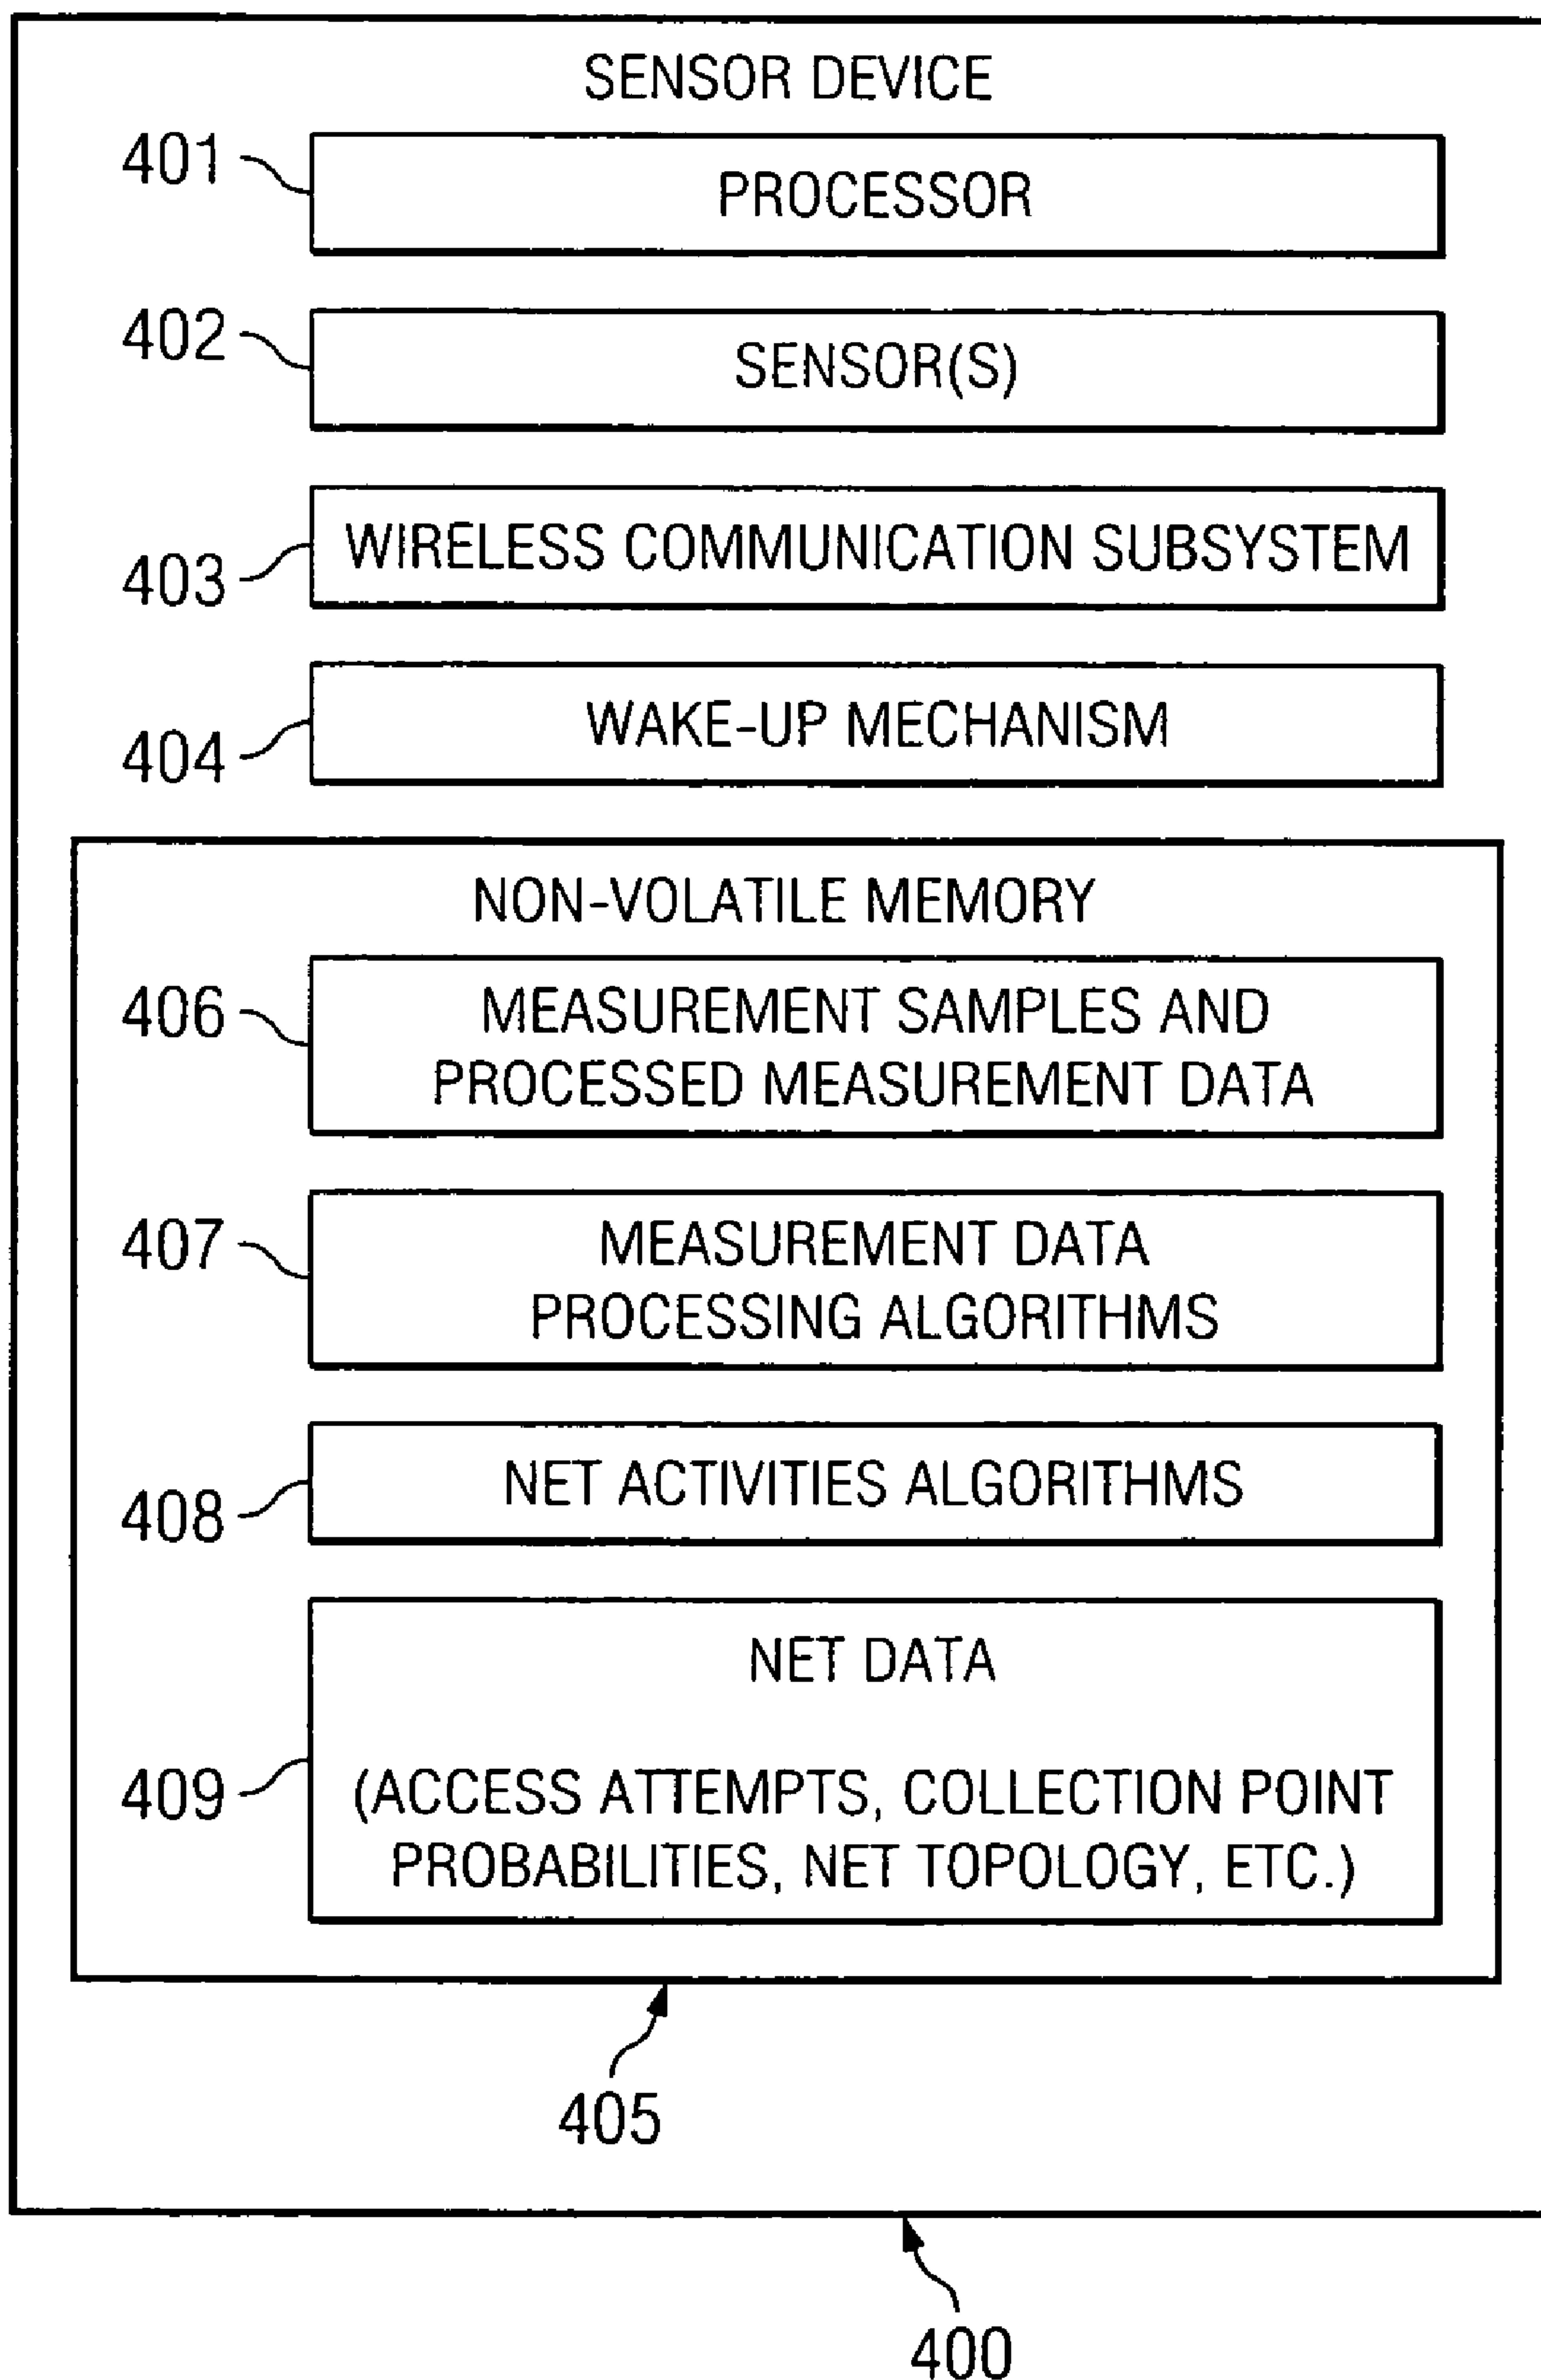 SENSOR DEVICE
401
PROCESSOR
402
SENSOR(S)
403
WIRELESS COMMUNICATION SUBSYSTEM
404
WAKE-UP MECHANISM
NON-VOLATILE MEMORY
406
MEASUREMENT SAMPLES AND
PROCESSED MEASUREMENT DATA
407
MEASUREMENT DATA
PROCESSING ALGORITHMS
408
NET ACTIVITIES ALGORITHMS
409
NET DATA
(ACCESS ATTEMPTS, COLLECTION POINT
PROBABILITIES, NET TOPOLOGY, ETC.)
405
400